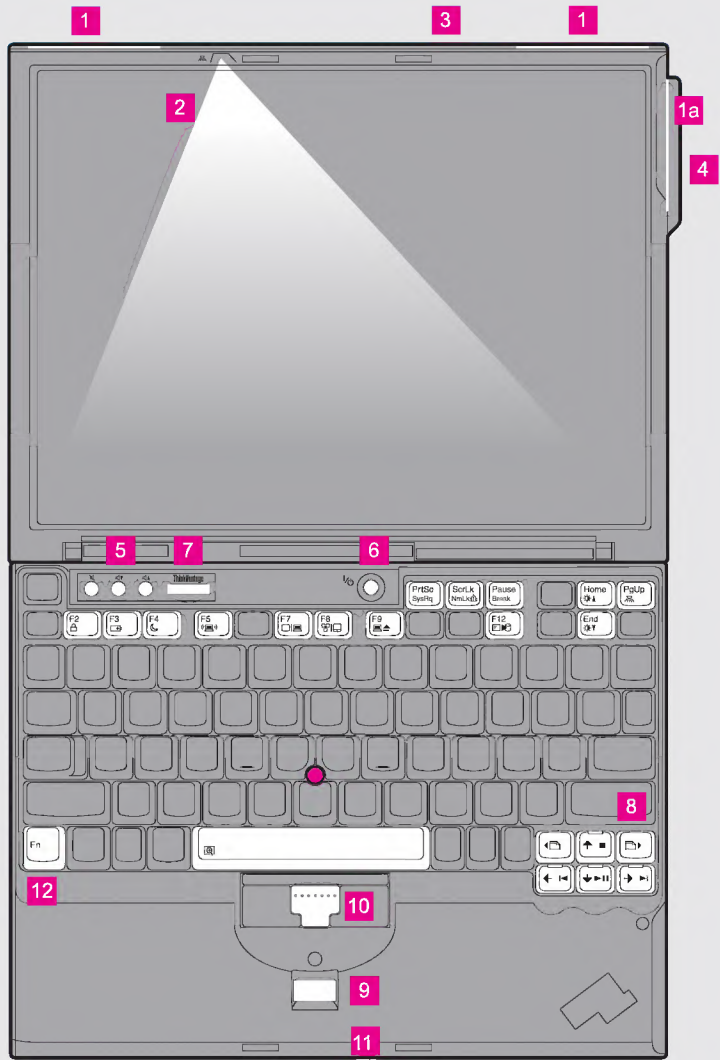 1 3 1
2
1a
4
5 7 6
ThinkVantage
PrtSc ScrLk Pause Home PgUp
SysRq NmLk Break
F2 F3 F4 F5 F7 F8 F9 F12 End
8
Fn
12
10
9
11